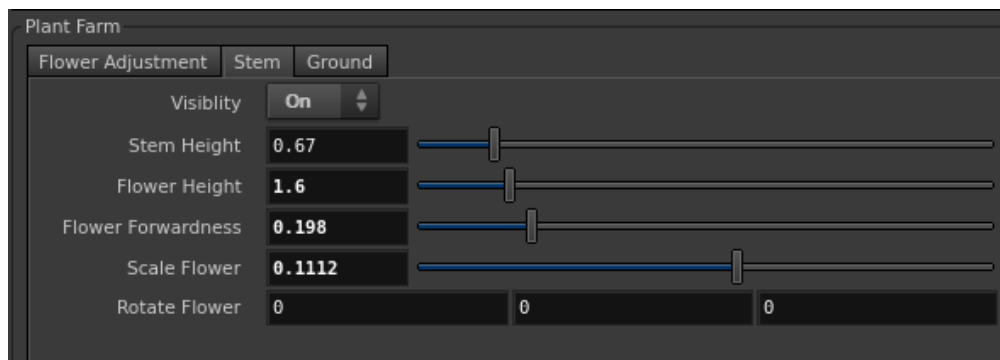 Plant Farm
Flower Adjustment Stem Ground
Visiblity On
Stem Height 0.67
Flower Height 1.6
Flower Forwardness 0.198
Scale Flower 0.1112
Rotate Flower 0 0 0